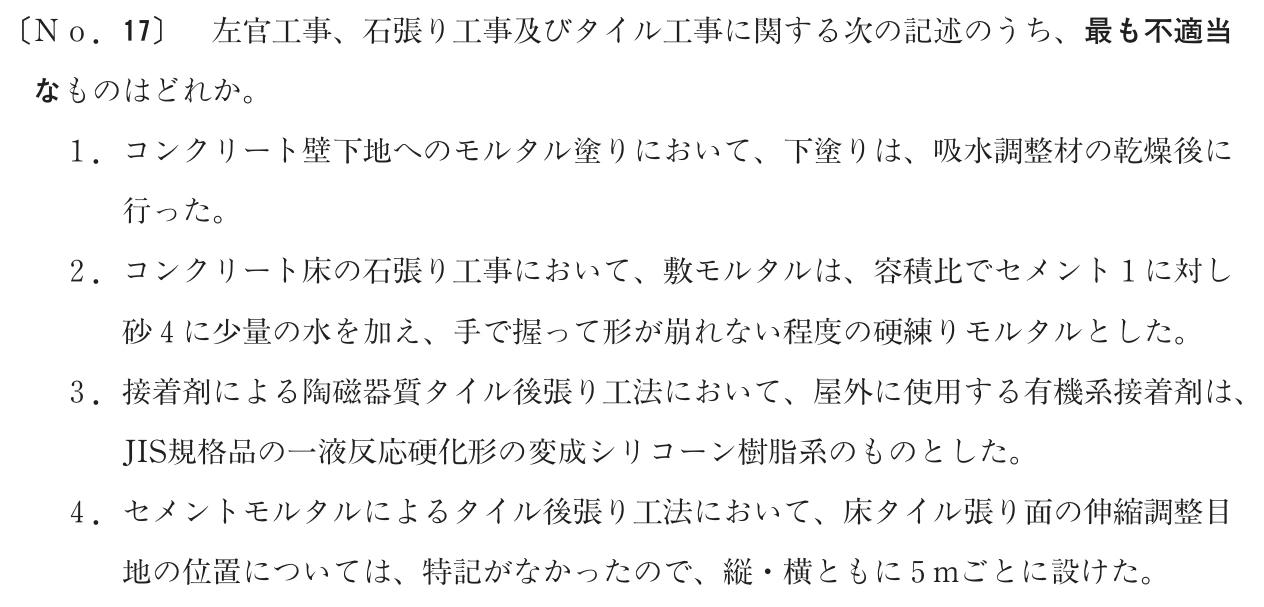 〔Ｎｏ．17〕　左官工事、石張り工事及びタイル工事に関する次の記述のうち、最も不適当
なものはどれか。
１．コンクリート壁下地へのモルタル塗りにおいて、下塗りは、吸水調整材の乾燥後に
行った。
２．コンクリート床の石張り工事において、敷モルタルは、容積比でセメント１に対し
砂４に少量の水を加え、手で握って形が崩れない程度の硬練りモルタルとした。
３．接着剤による陶磁器質タイル後張り工法において、屋外に使用する有機系接着剤は、
JIS規格品の一液反応硬化形の変成シリコーン樹脂系のものとした。
４．セメントモルタルによるタイル後張り工法において、床タイル張り面の伸縮調整目
地の位置については、特記がなかったので、縦・横ともに５ｍごとに設けた。